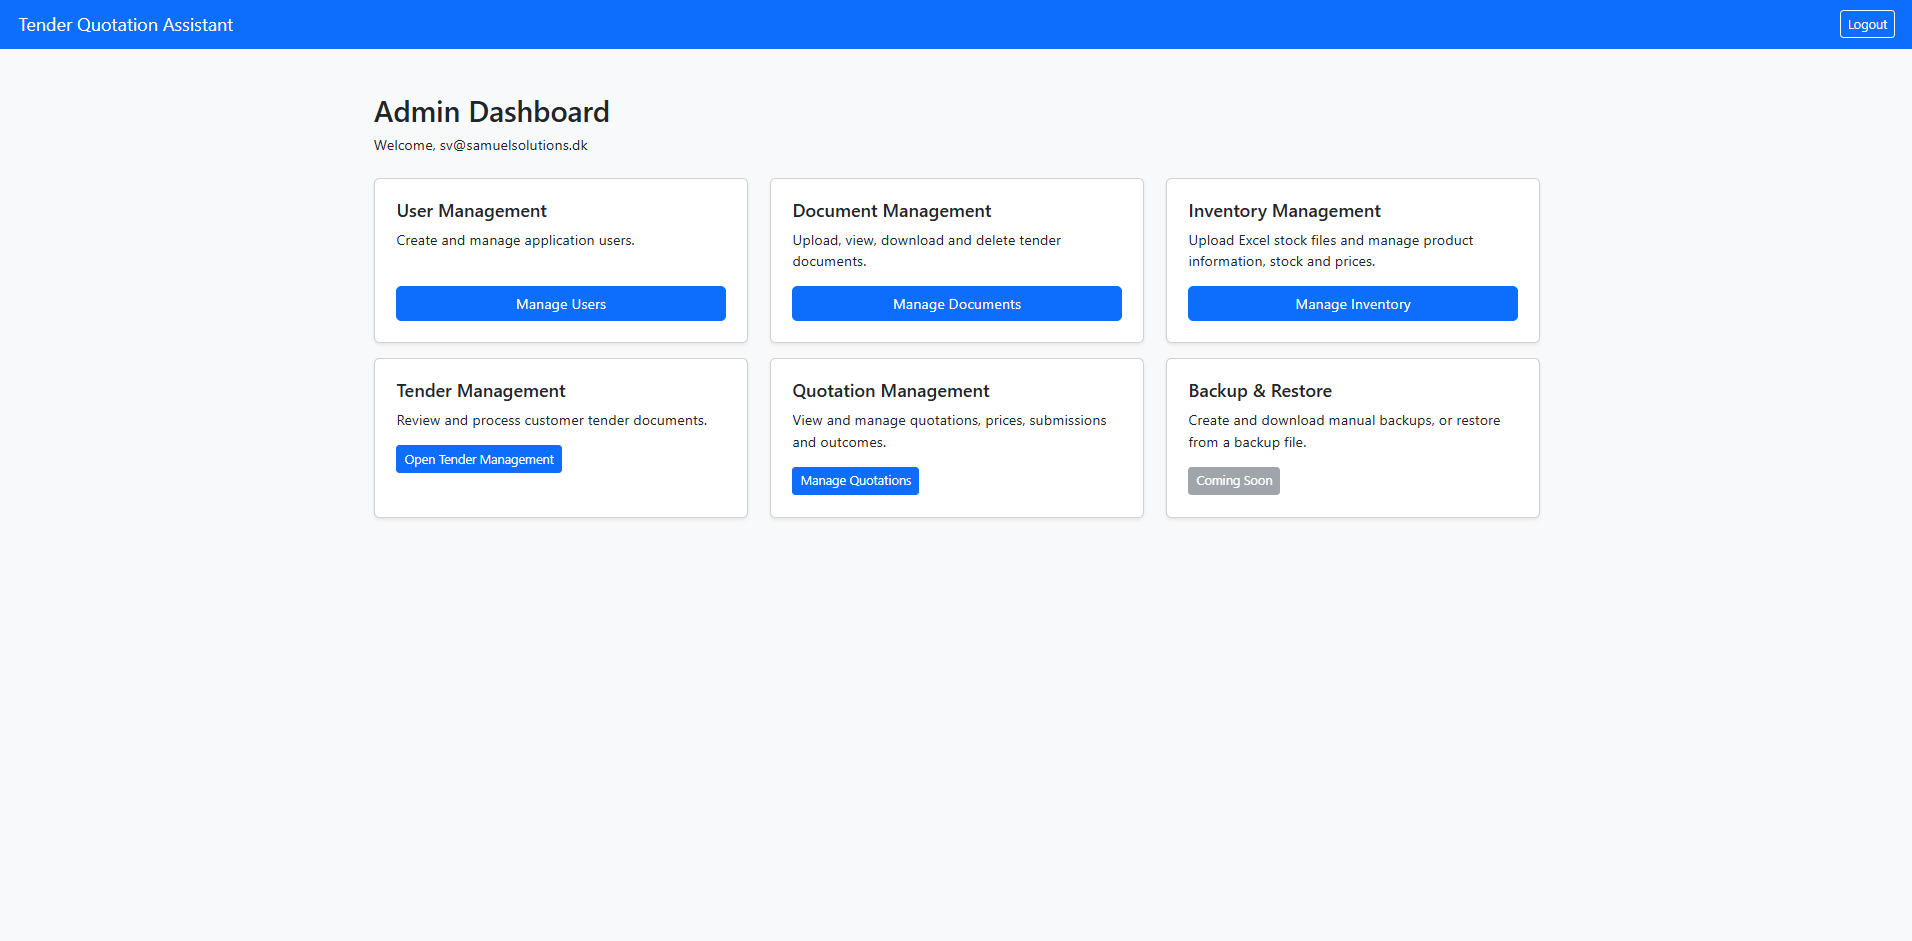 Tender Quotation Assistant
Logout
Admin Dashboard
Welcome, sv@samuelsolutions.dk
User Management
Create and manage application users.
Manage Users
Document Management
Upload, view, download and delete tender
documents.
Manage Documents
Inventory Management
Upload Excel stock files and manage product
information, stock and prices.
Manage Inventory
Tender Management
Review and process customer tender documents.
Open Tender Management
Quotation Management
View and manage quotations, prices, submissions
and outcomes.
Manage Quotations
Backup & Restore
Create and download manual backups, or restore
from a backup file.
Coming Soon